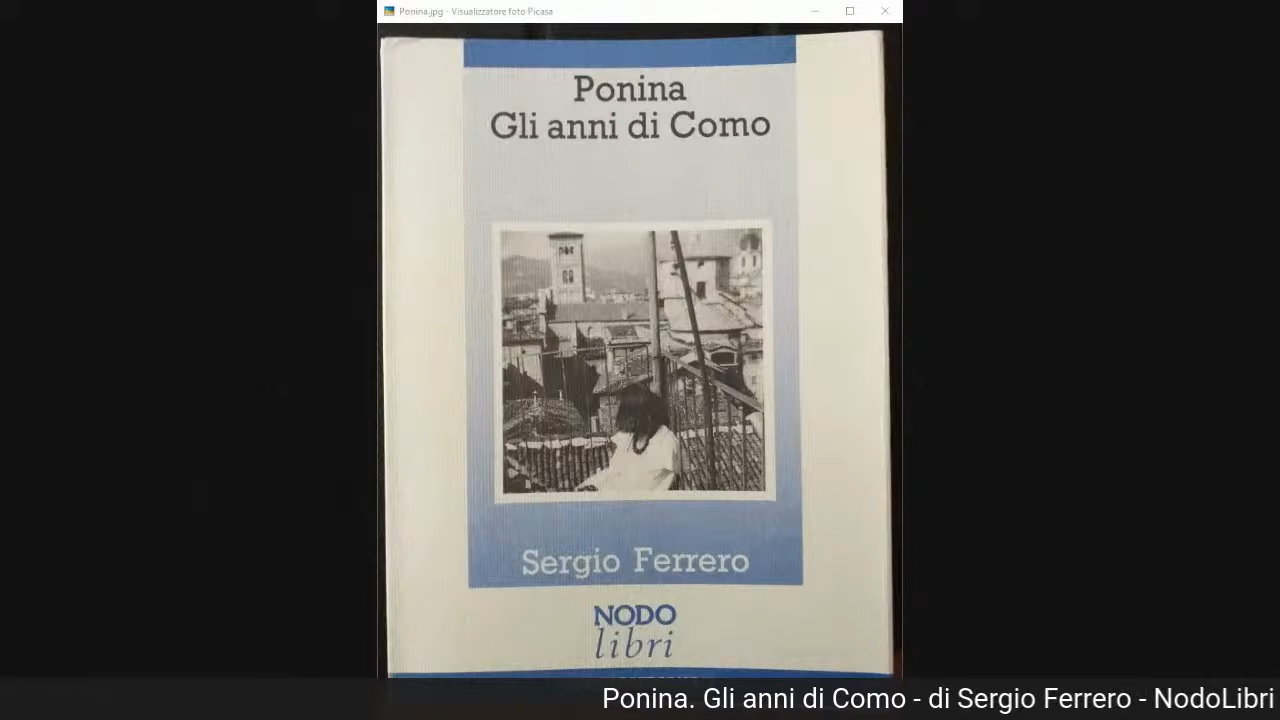 Ponina.jpg - Visualizzatore foto Picasa
Ponina
Gli anni di Como
Sergio Ferrero
NODO
libri
Ponina. Gli anni di Como - di Sergio Ferrero - NodoLibri